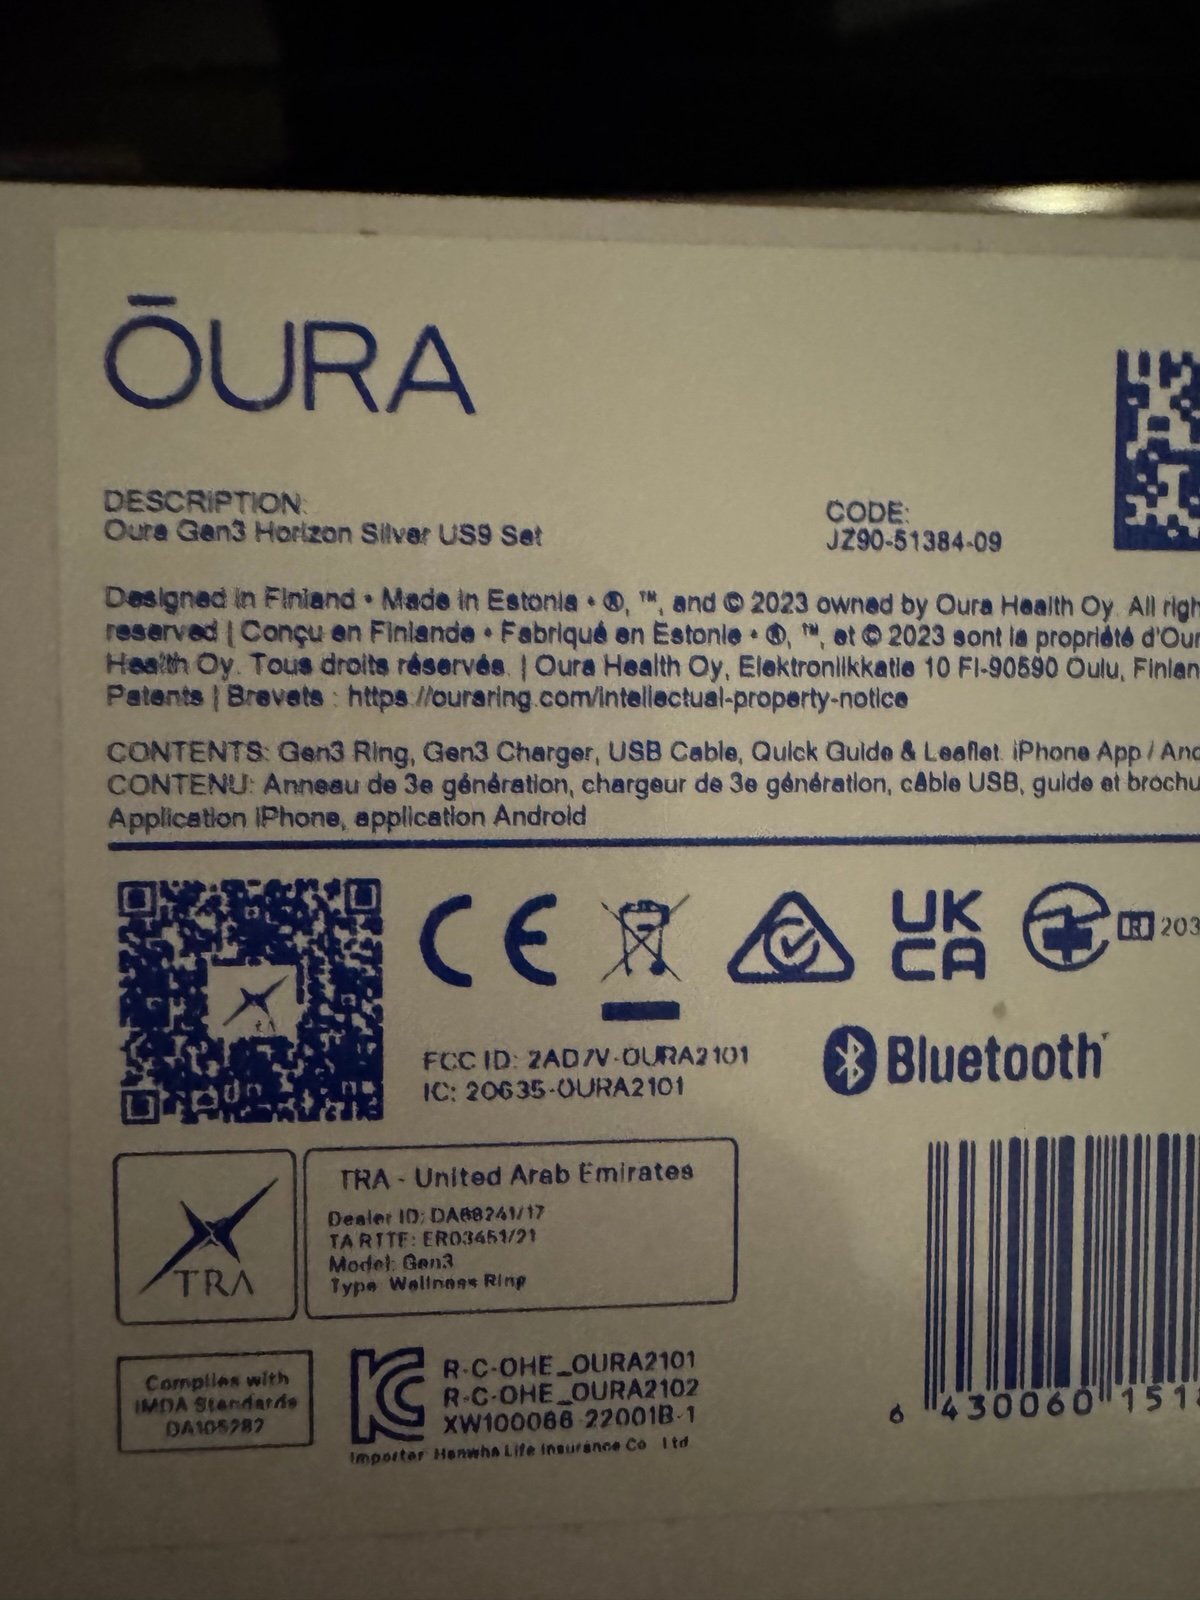 ŌURA
DESCRIPTION:
Oura Gen3 Horizon Silver US9 Set
CODE:
JZ90-51384-09
Designed in Finland • Made in Estonia • ®, ™, and © 2023 owned by Oura Health Oy. All
reserved | Conçu en Finlande • Fabriqué en Estonie • ®, ™, et © 2023 sont la propriété
Health Oy. Tous droits réservés. | Oura Health Oy, Elektroniikkatie 10 FI-90590 Oulu,
Patents | Brevets : https://ouraring.com/intellectual-property-notice
CONTENTS: Gen3 Ring, Gen3 Charger, USB Cable, Quick Guide & Leaflet. iPhone App /
CONTENU: Anneau de 3e génération, chargeur de 3e génération, câble USB, guide et
Application iPhone, application Android
CE
UK
CA
R
FCC ID: 2AD7V-OURA2101
IC: 20635-OURA2101
Bluetooth
TRA
TRA - United Arab Emirates
Dealer ID: DA68241/17
TA RTTE: ER03451/21
Model: Gen3
Type: Wellness Ring
Complies with
IMDA Standards
DA105282
R-C-OHE_OURA2101
R-C-OHE_OURA2102
XW100066-22001B-1
Importer Hanwha Life Insurance Co. Ltd
6 430060 151